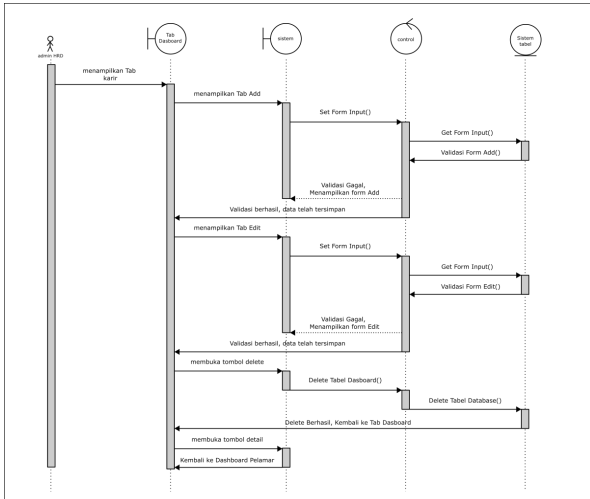 Tab
Dasboard
sistem
control
Sistem
tabel
admin HRD
menampilkan Tab
karir
menampilkan Tab Add
Set Form Input()
Get Form Input()
Validasi Form Add()
Validasi Gagal,
Menampilkan form Add
Validasi berhasil, data telah tersimpan
menampilkan Tab Edit
Set Form Input()
Get Form Input()
Validasi Form Edit()
Validasi Gagal,
Menampilkan form Edit
Validasi berhasil, data telah tersimpan
membuka tombol delete
Delete Tabel Dasboard()
Delete Tabel Database()
Delete Berhasil, Kembali ke Tab Dasboard
membuka tombol detail
Kembali ke Dashboard Pelamar